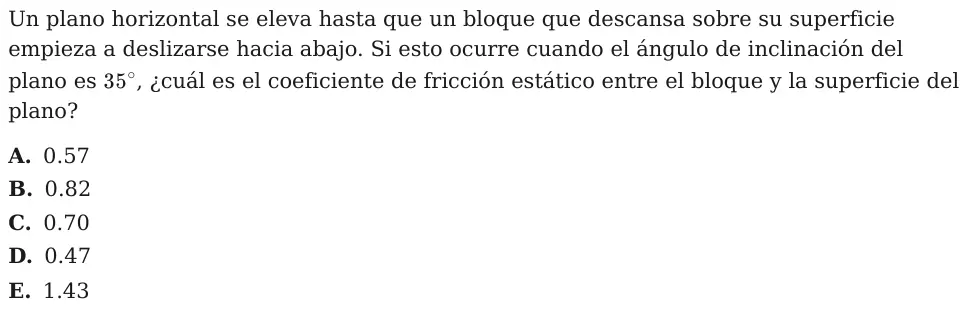 Un plano horizontal se eleva hasta que un bloque que descansa sobre su superficie
empieza a deslizarse hacia abajo. Si esto ocurre cuando el ángulo de inclinación del
plano es 35°, ¿cuál es el coeficiente de fricción estático entre el bloque y la superficie del
plano?
A. 0.57
B. 0.82
C. 0.70
D. 0.47
E. 1.43